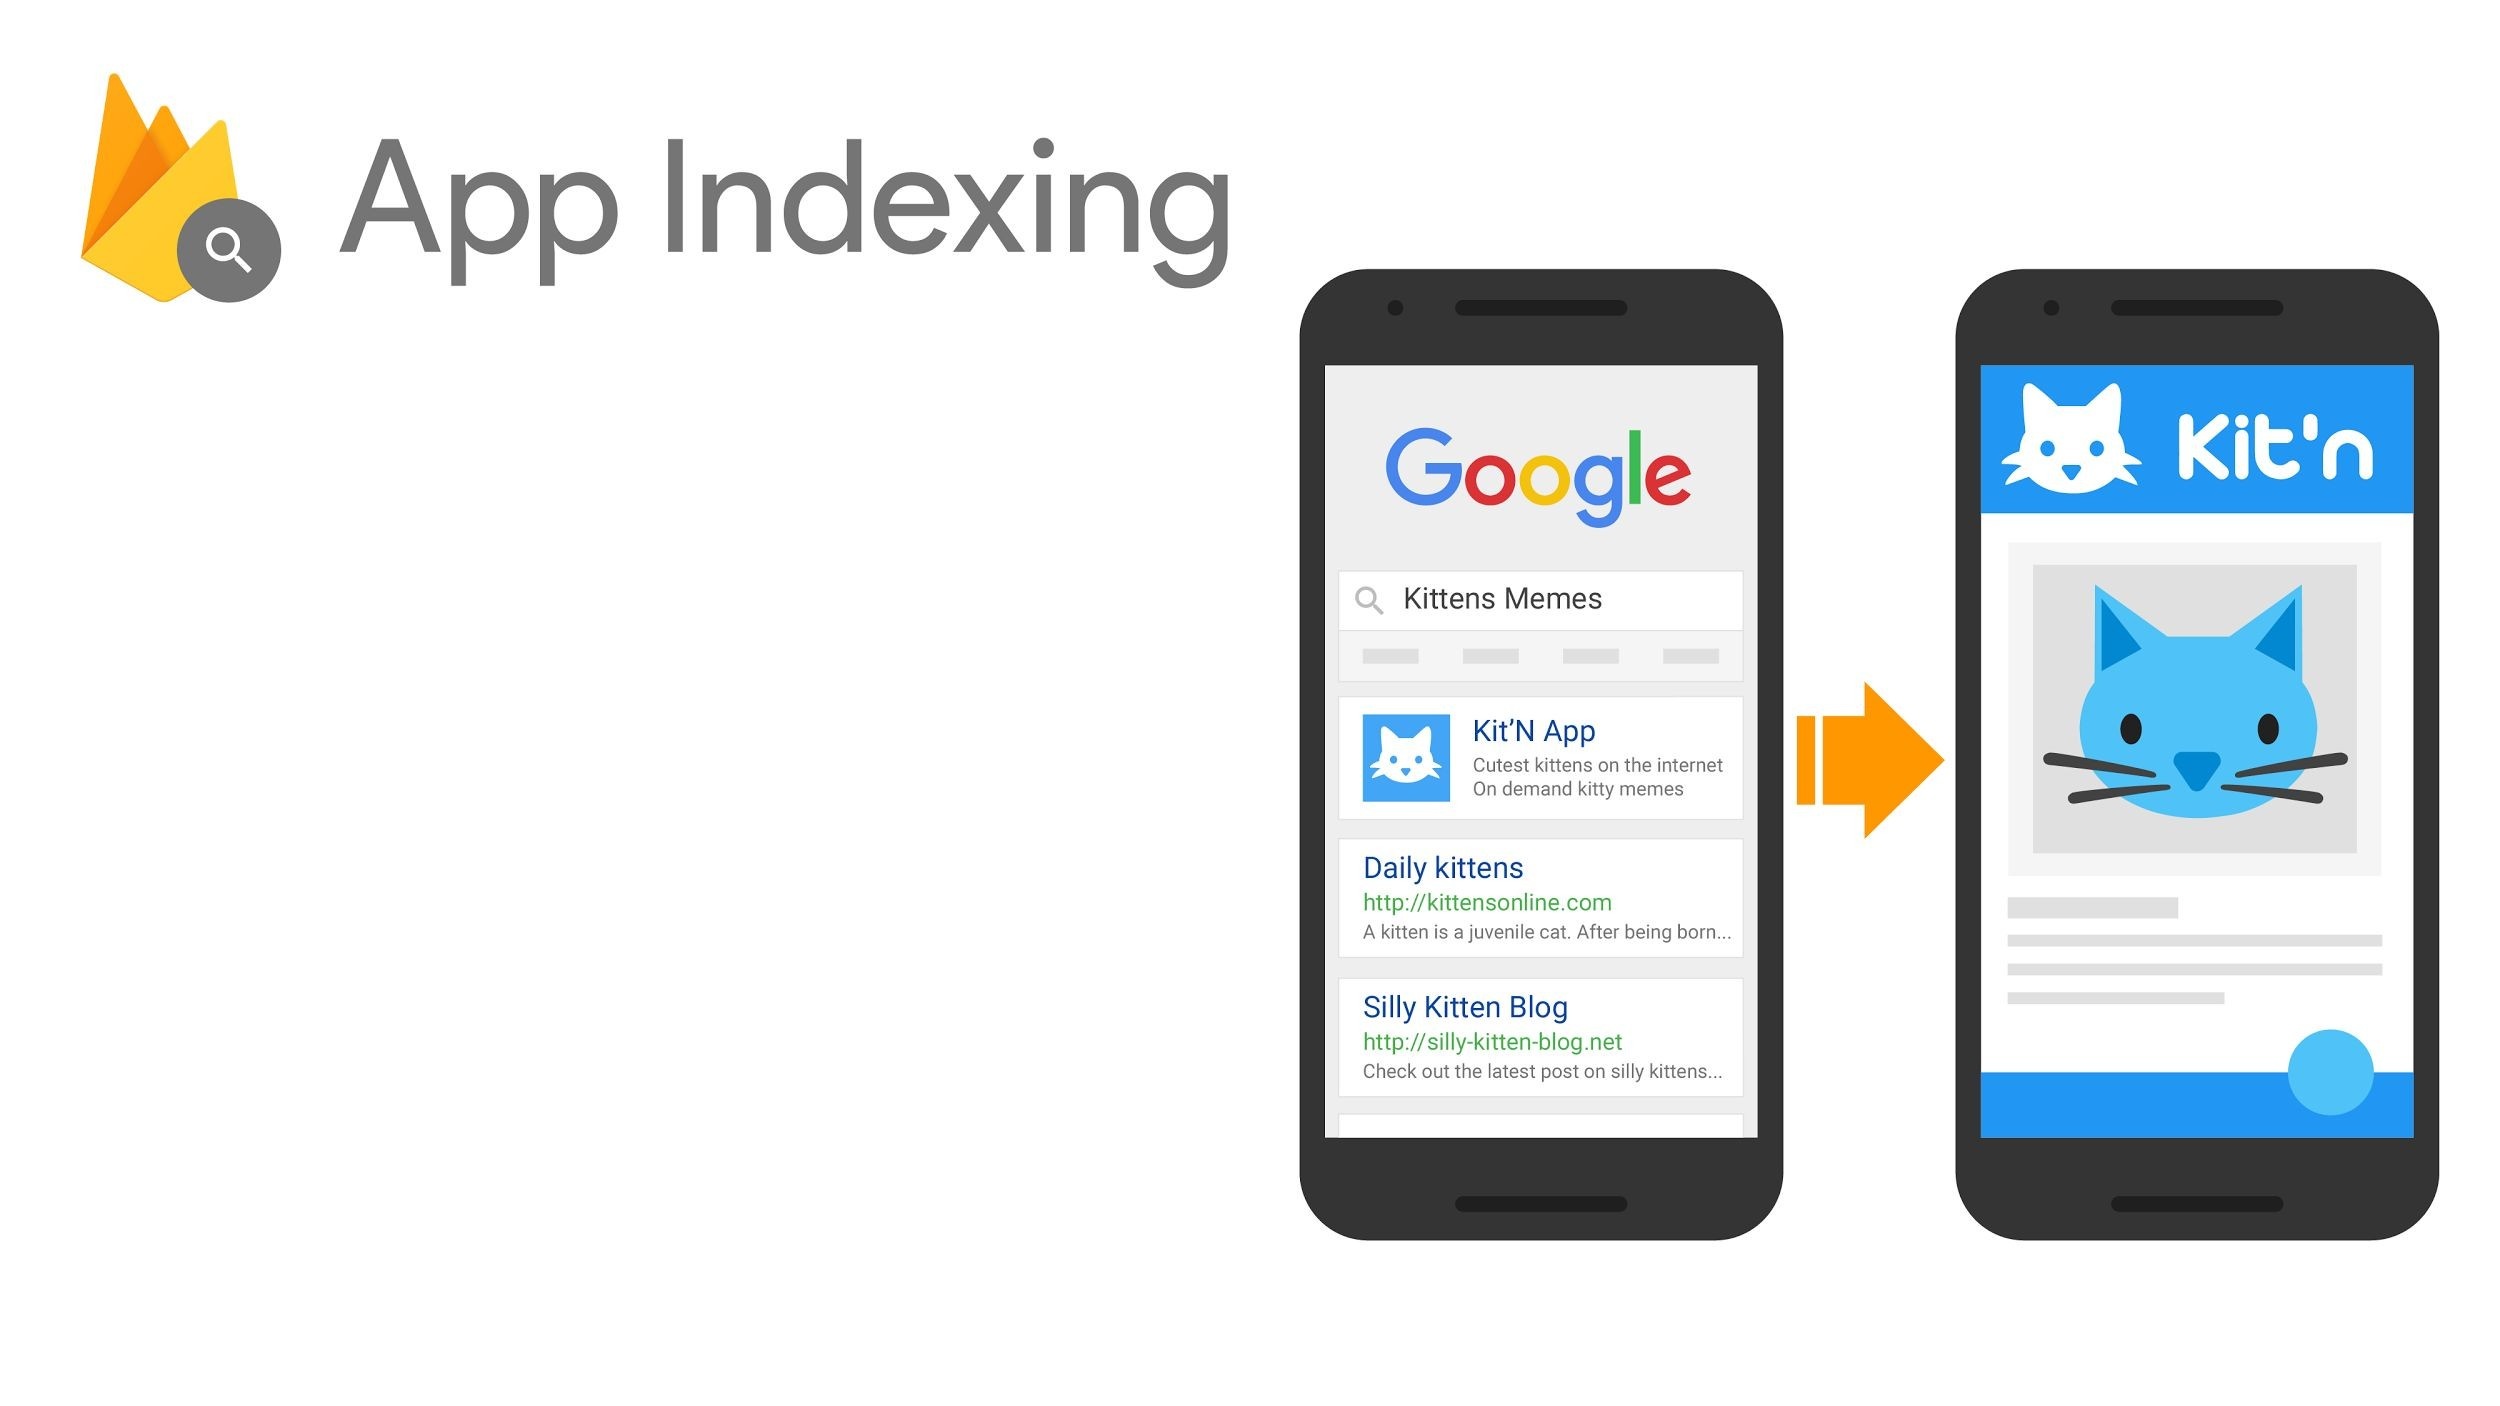 App Indexing
Google
Kittens Memes
Kit’N App
Cutest kittens on the internet
On demand kitty memes
Daily kittens
http://kittensonline.com
A kitten is a juvenile cat. After being born...
Silly Kitten Blog
http://silly-kitten-blog.net
Check out the latest post on silly kittens...
Kit'n